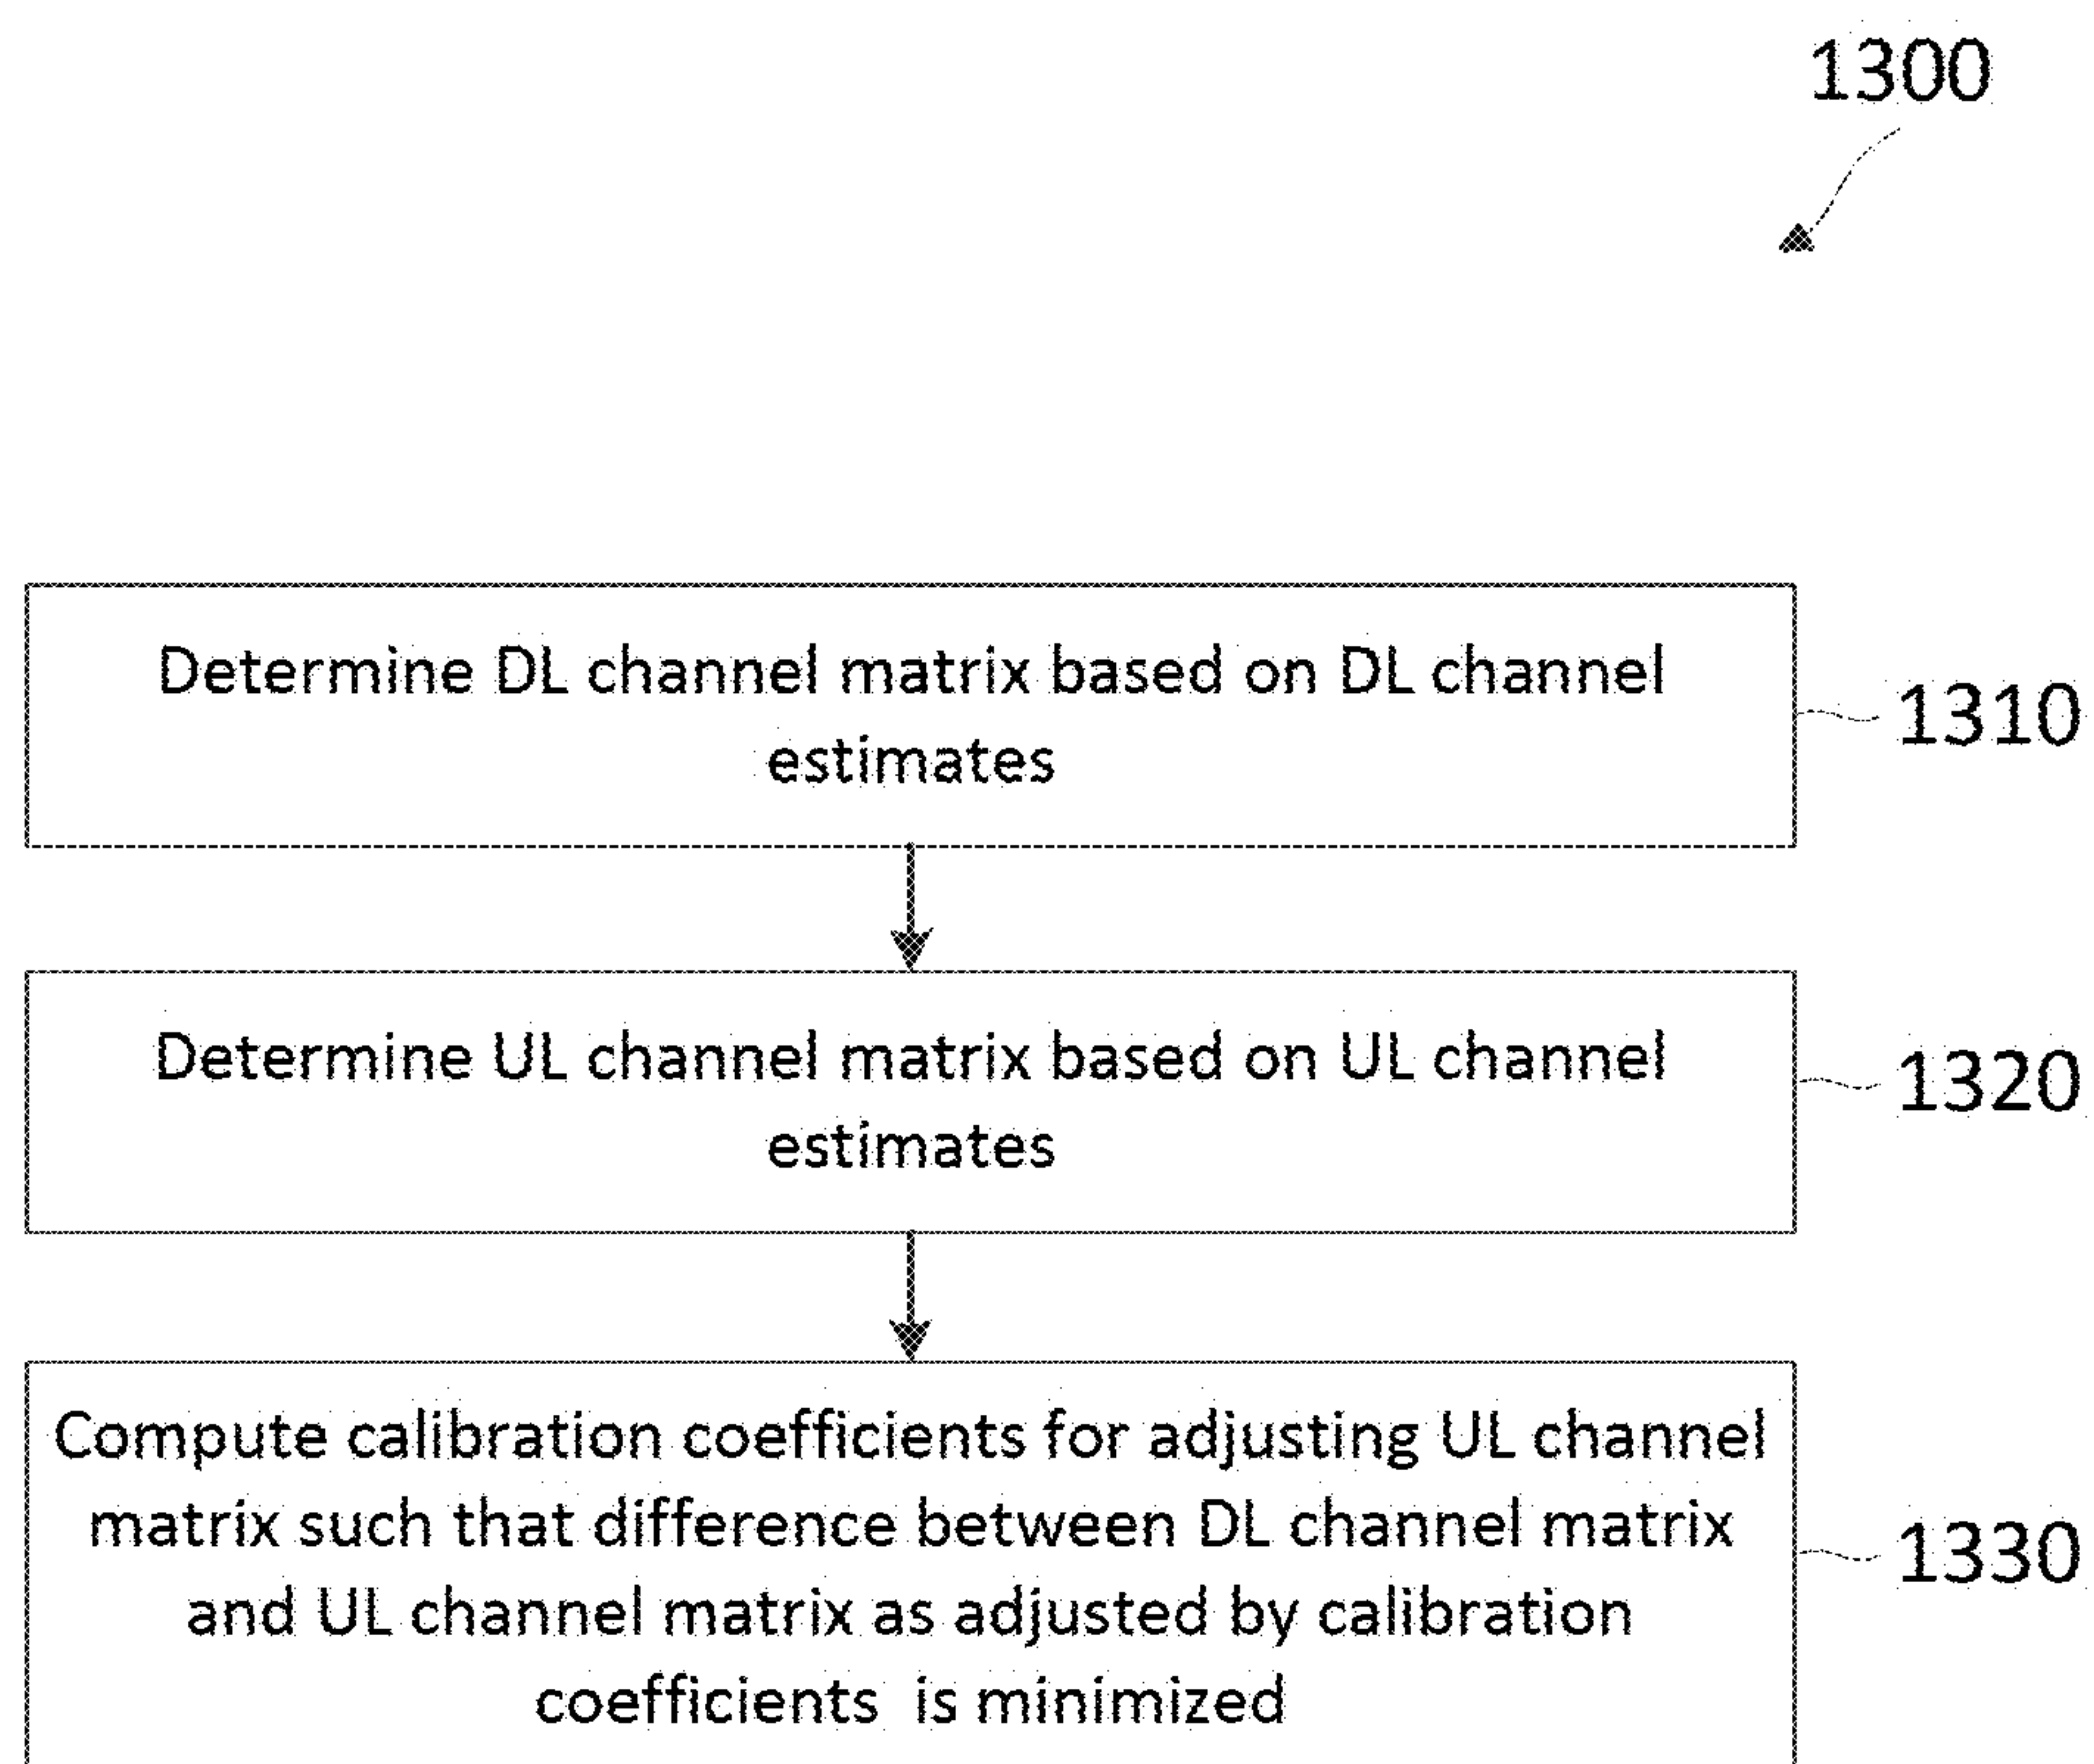 1300
Determine DL channel matrix based on DL channel
estimates
1310
Determine UL channel matrix based on UL channel
estimates
1320
Compute calibration coefficients for adjusting UL channel
matrix such that difference between DL channel matrix
and UL channel matrix as adjusted by calibration
coefficients is minimized
1330